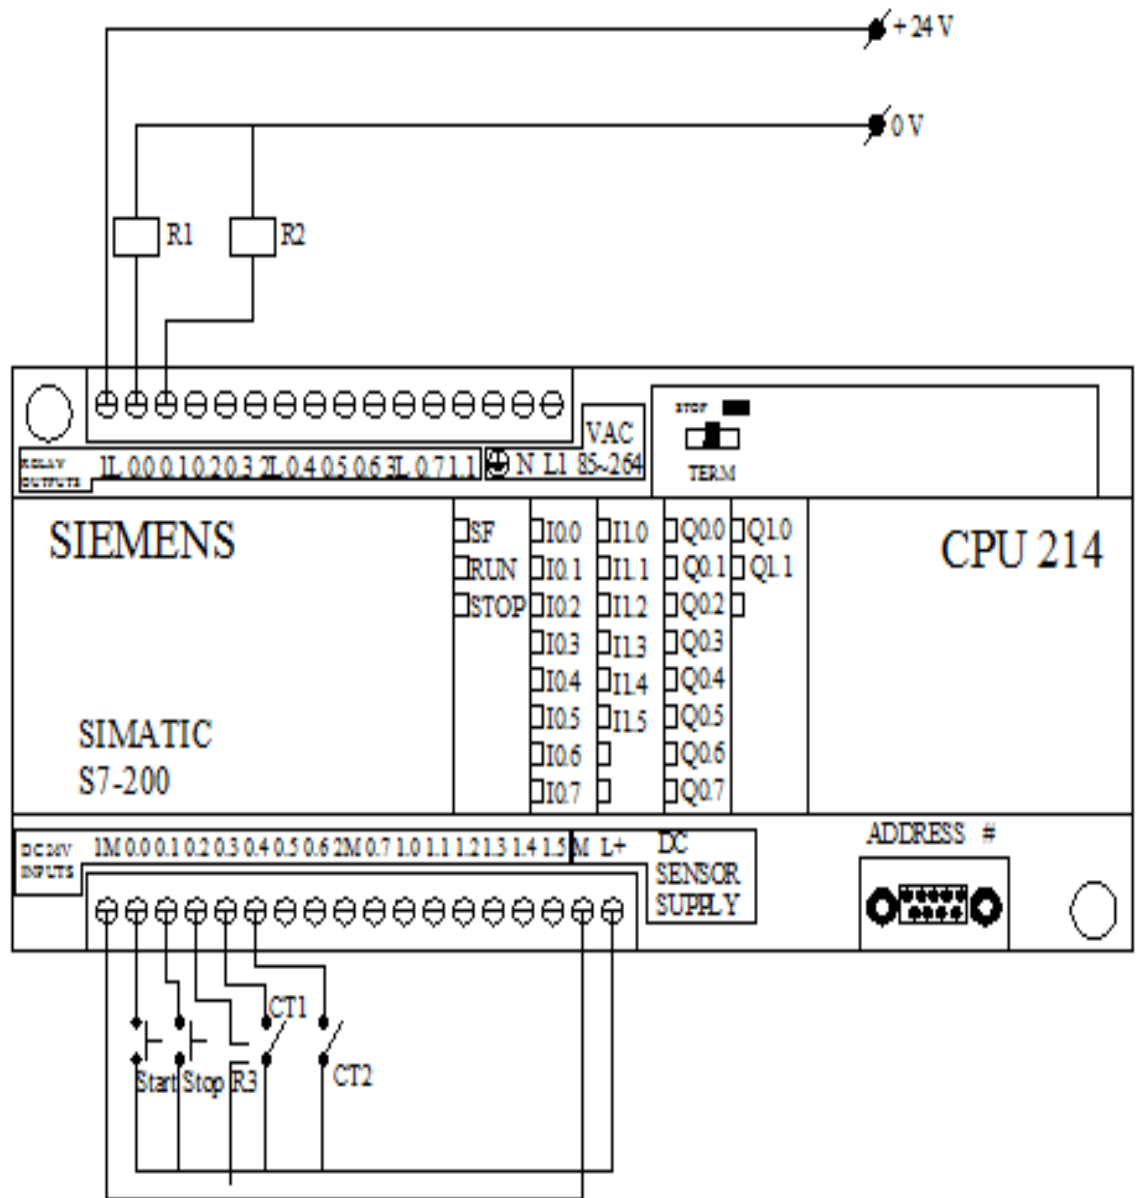 + 24 V
0 V
R1
R2
STOP
TERM
VAC
85~264
RELAY
OUTPUTS
1L 0.0 0.1 0.2 0.3 2L 0.4 0.5 0.6 3L 0.7 1.1
N L1
SIEMENS
SIMATIC
S7-200
SF
RUN
STOP
I0.0
I0.1
I0.2
I0.3
I0.4
I0.5
I0.6
I0.7
I1.0
I1.1
I1.2
I1.3
I1.4
I1.5
Q0.0
Q0.1
Q0.2
Q0.3
Q0.4
Q0.5
Q0.6
Q0.7
Q1.0
Q1.1
CPU 214
DC 24V
INPUTS
1M 0.0 0.1 0.2 0.3 0.4 0.5 0.6 2M 0.7 1.0 1.1 1.2 1.3 1.4 1.5
M L+
DC
SENSOR
SUPPLY
ADDRESS #
CT1
Start Stop R3
CT2